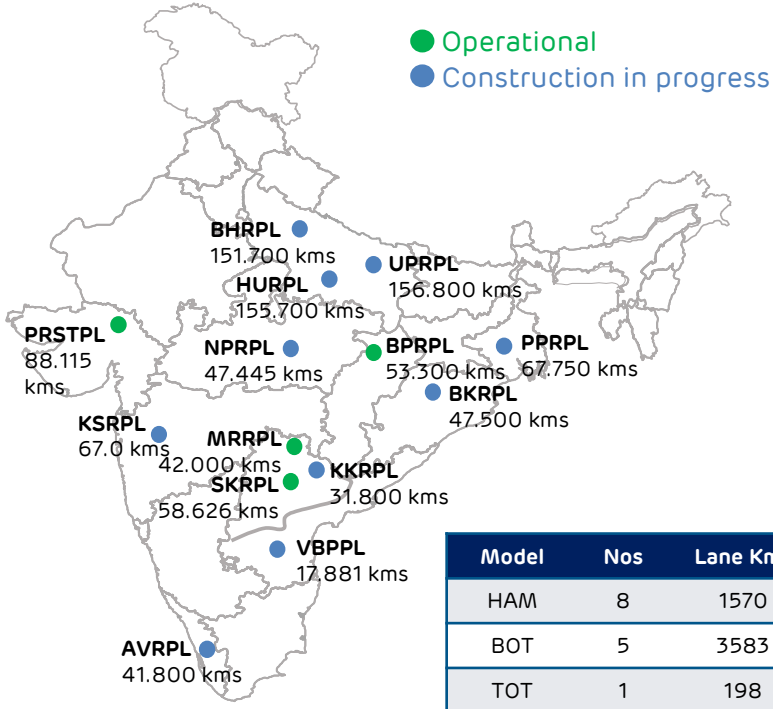 Operational
Construction in progress
BHRPL
151.700 kms
UPRPL
156.800 kms
HURPL
155.700 kms
PRSTPL
88.115
kms
NPRPL
47.445 kms
BPRPL
53.300 kms
PPRPL
67.750 kms
BKRPL
47.500 kms
KSRPL
67.0 kms
MRRPL
42.000 kms
KKRPL
31.800 kms
SKRPL
58.626 kms
VBPPL
17.881 kms
AVRPL
41.800 kms
Model Nos Lane Km
HAM 8 1570
BOT 5 3583
TOT 1 198